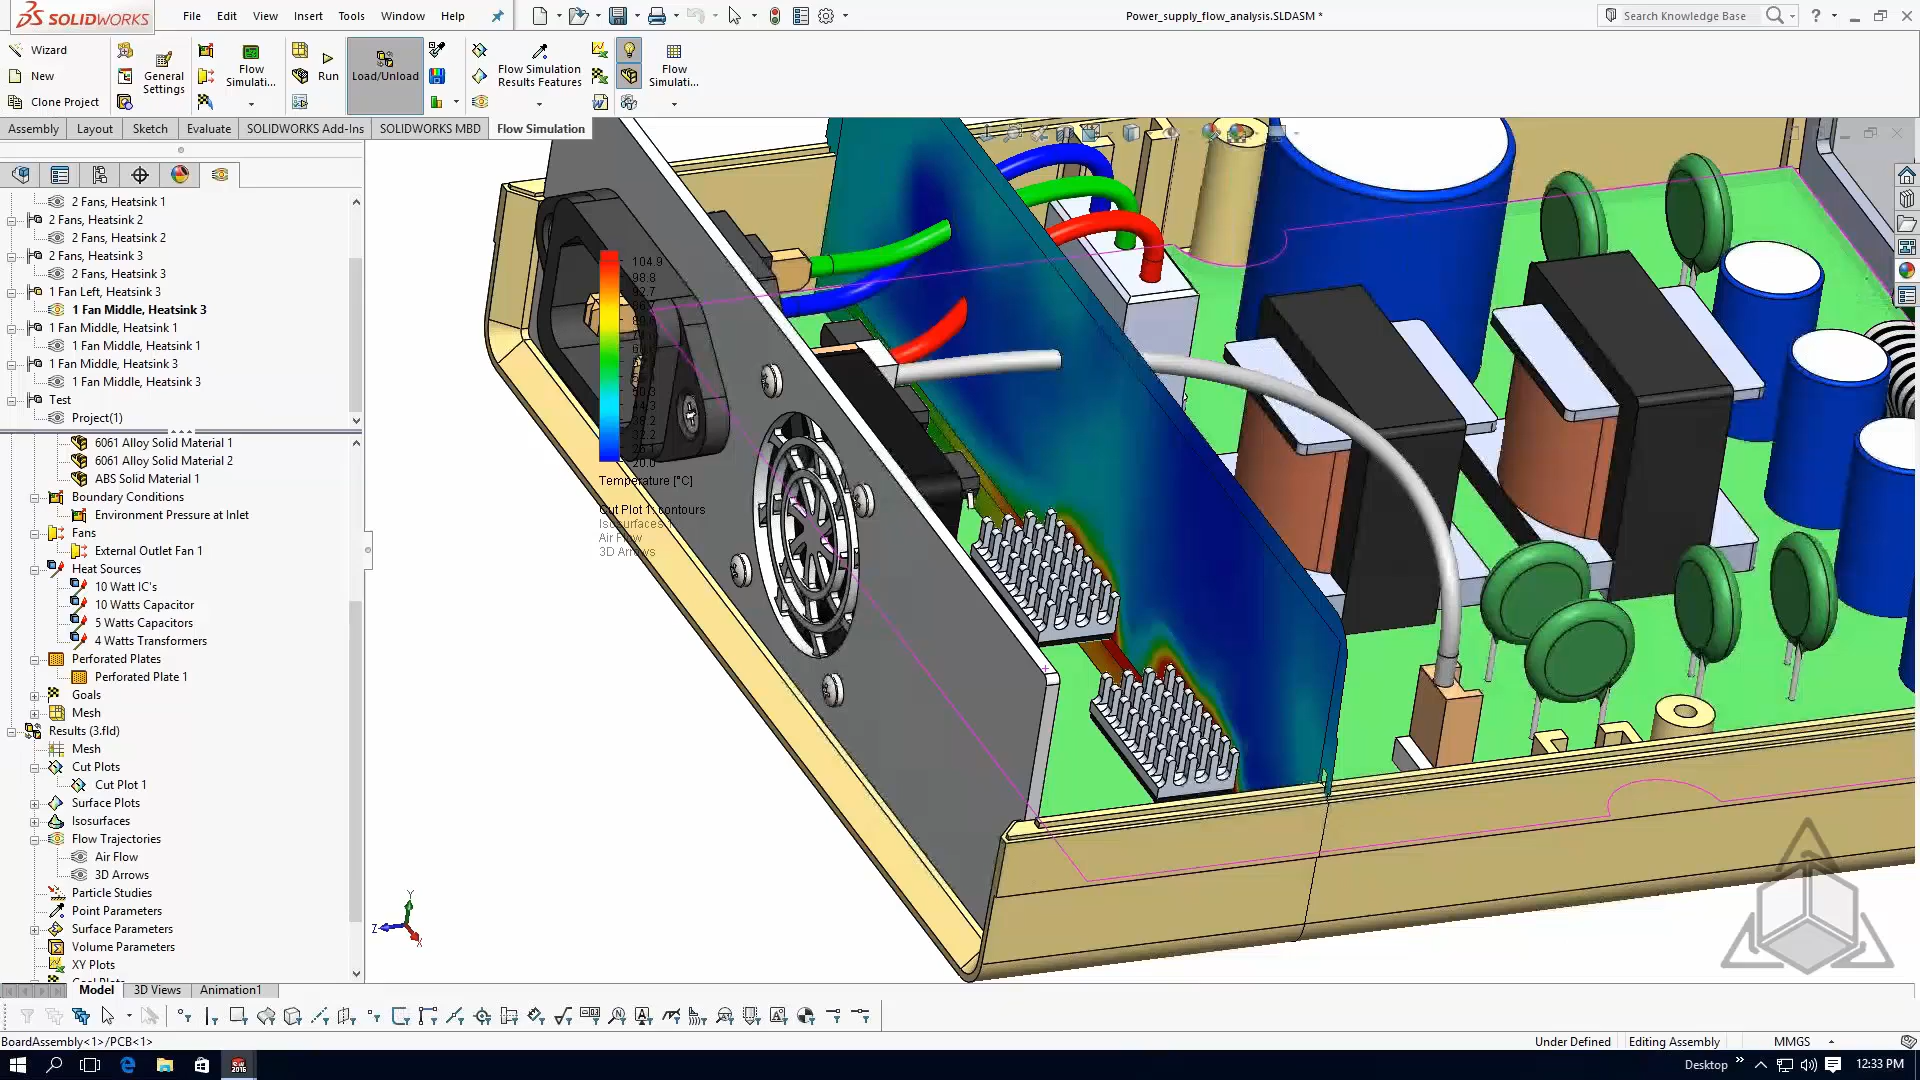 SOLIDWORKS
File Edit View Insert Tools Window Help
Power_supply_flow_analysis.SLDASM *
Search Knowledge Base
Wizard
New
Clone Project
General Settings
Flow Simulati...
Run
Load/Unload
Flow Simulation Results Features
Flow Simulati...
Assembly Layout Sketch Evaluate SOLIDWORKS Add-Ins SOLIDWORKS MBD Flow Simulation
2 Fans, Heatsink 1
2 Fans, Heatsink 2
2 Fans, Heatsink 2
2 Fans, Heatsink 3
2 Fans, Heatsink 3
1 Fan Left, Heatsink 3
1 Fan Middle, Heatsink 3
1 Fan Middle, Heatsink 1
1 Fan Middle, Heatsink 1
1 Fan Middle, Heatsink 3
1 Fan Middle, Heatsink 3
Test
Project(1)
6061 Alloy Solid Material 1
6061 Alloy Solid Material 2
ABS Solid Material 1
Boundary Conditions
Environment Pressure at Inlet
Fans
External Outlet Fan 1
Heat Sources
10 Watt IC's
10 Watts Capacitor
5 Watts Capacitors
4 Watts Transformers
Perforated Plates
Perforated Plate 1
Goals
Mesh
Results (3.fld)
Mesh
Cut Plots
Cut Plot 1
Surface Plots
Isosurfaces
Flow Trajectories
Air Flow
3D Arrows
Particle Studies
Point Parameters
Surface Parameters
Volume Parameters
XY Plots
104.9
98.8
92.7
44.3
38.2
32.2
20.0
Temperature [°C]
Cut Plot 1: contours
Isosurfaces 1
Air Flow
3D Arrows
Y
Z
X
Model 3D Views Animation1
BoardAssembly<1>/PCB<1>
Under Defined Editing Assembly MMGS
Desktop
12:33 PM